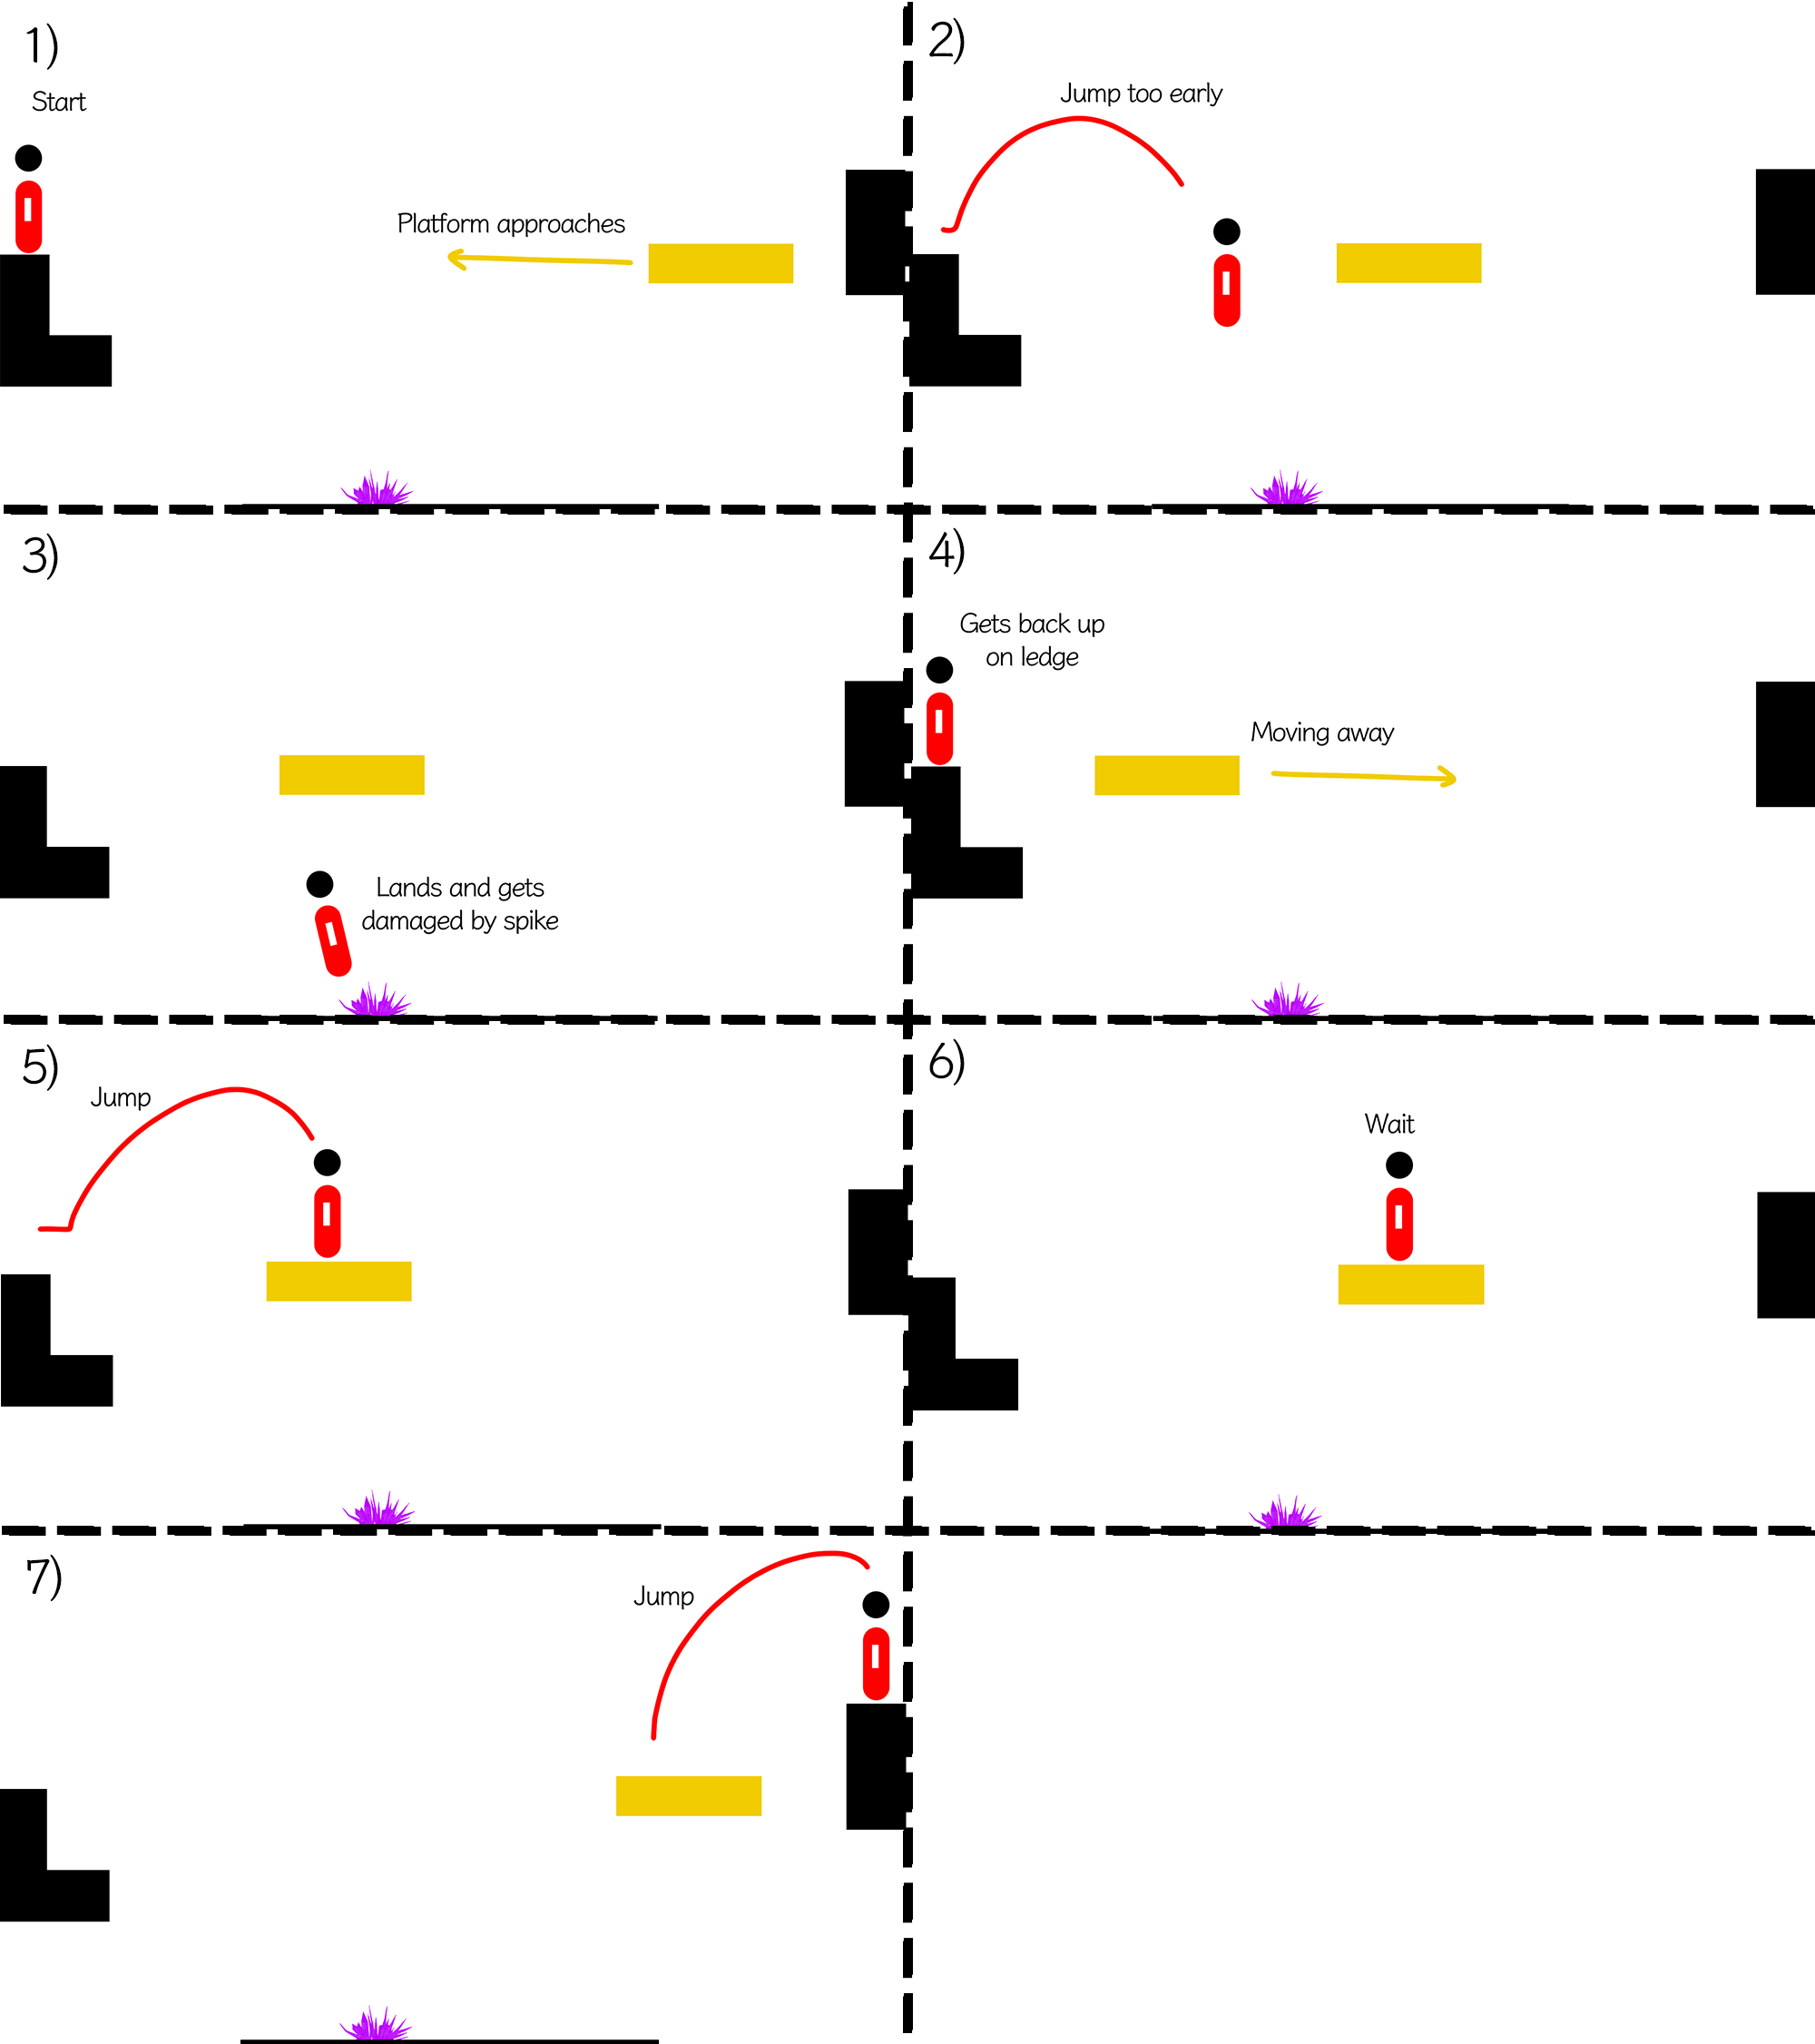 1)
Start
Platform approaches
2)
Jump too early
3)
Lands and gets
damaged by spike
4)
Gets back up
on ledge
Moving away
5)
Jump
6)
Wait
7)
Jump